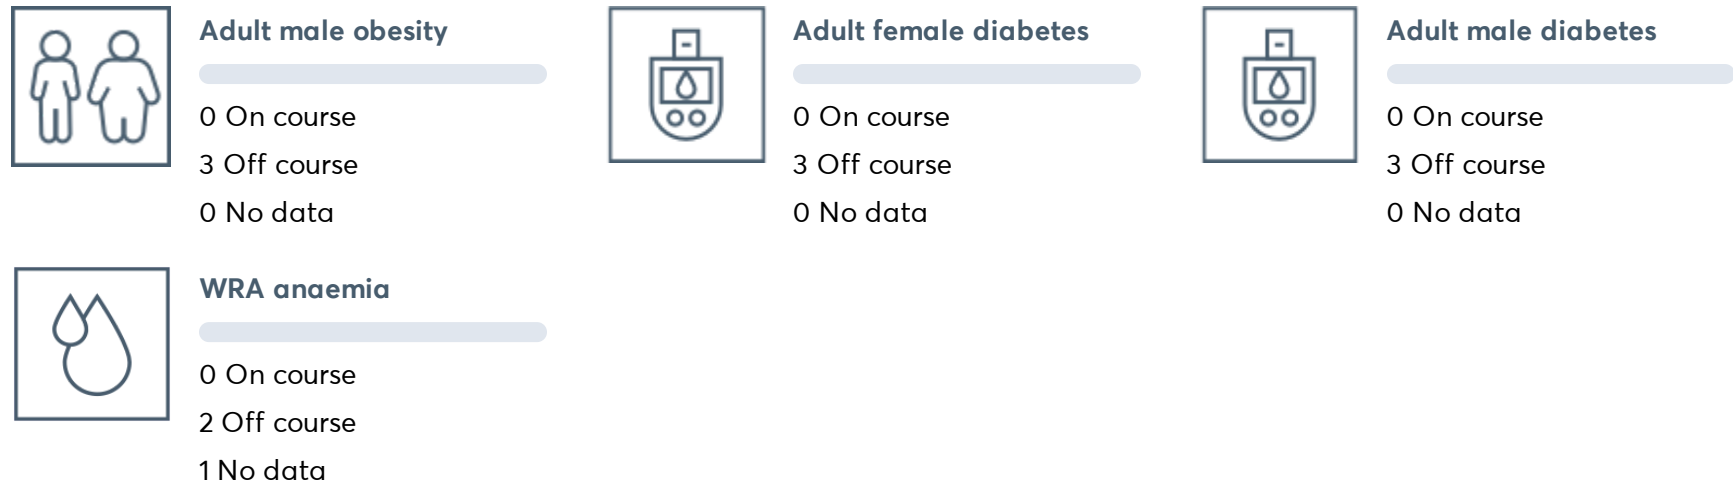 Adult male obesity
0 On course
3 Off course
0 No data
Adult female diabetes
0 On course
3 Off course
0 No data
Adult male diabetes
0 On course
3 Off course
0 No data
WRA anaemia
0 On course
2 Off course
1 No data